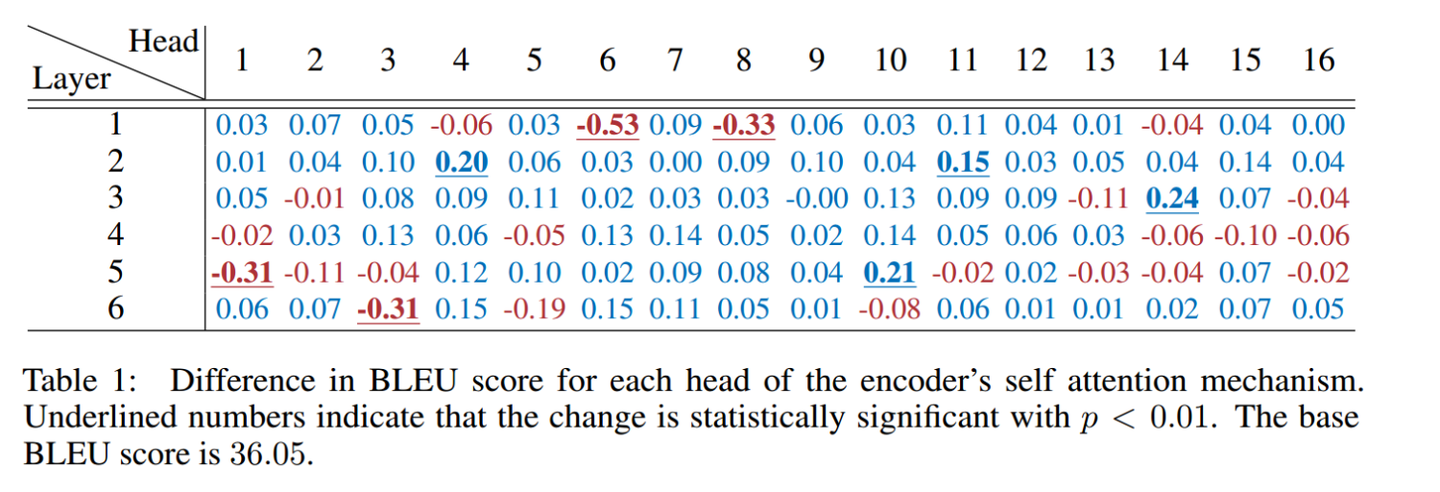 Head
Layer
1 2 3 4 5 6 7 8 9 10 11 12 13 14 15 16
1 0.03 0.07 0.05 -0.06 0.03 -0.53 0.09 -0.33 0.06 0.03 0.11 0.04 0.01 -0.04 0.04 0.00
2 0.01 0.04 0.10 0.20 0.06 0.03 0.00 0.09 0.10 0.04 0.15 0.03 0.05 0.04 0.14 0.04
3 0.05 -0.01 0.08 0.09 0.11 0.02 0.03 0.03 -0.00 0.13 0.09 0.09 -0.11 0.24 0.07 -0.04
4 -0.02 0.03 0.13 0.06 -0.05 0.13 0.14 0.05 0.02 0.14 0.05 0.06 0.03 -0.06 -0.10 -0.06
5 -0.31 -0.11 -0.04 0.12 0.10 0.02 0.09 0.08 0.04 0.21 -0.02 0.02 -0.03 -0.04 0.07 -0.02
6 0.06 0.07 -0.31 0.15 -0.19 0.15 0.11 0.05 0.01 -0.08 0.06 0.01 0.01 0.02 0.07 0.05
Table 1: Difference in BLEU score for each head of the encoder's self attention mechanism.
Underlined numbers indicate that the change is statistically significant with p < 0.01. The base
BLEU score is 36.05.